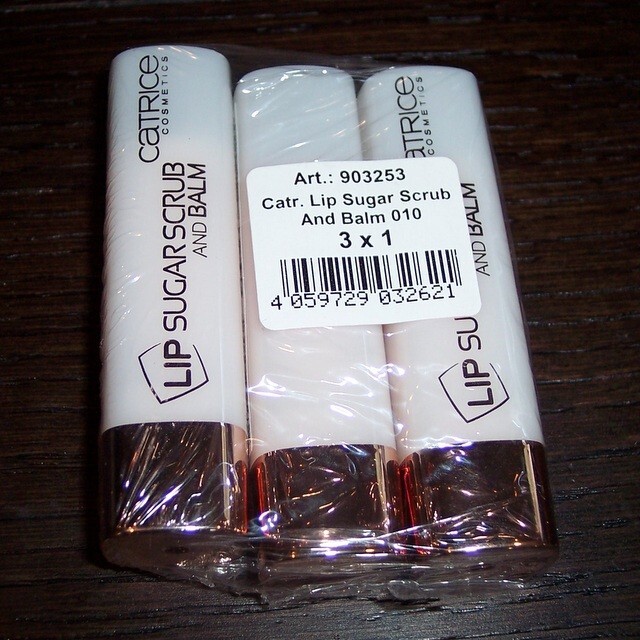 CATRICE
COSMETICS
LIP SUGAR SCRUB
AND BALM
Art.: 903253
Catr. Lip Sugar Scrub
And Balm 010
3 x 1
4 059729 032621
ATRICE
COSMETICS
LIP SU
AND BALM